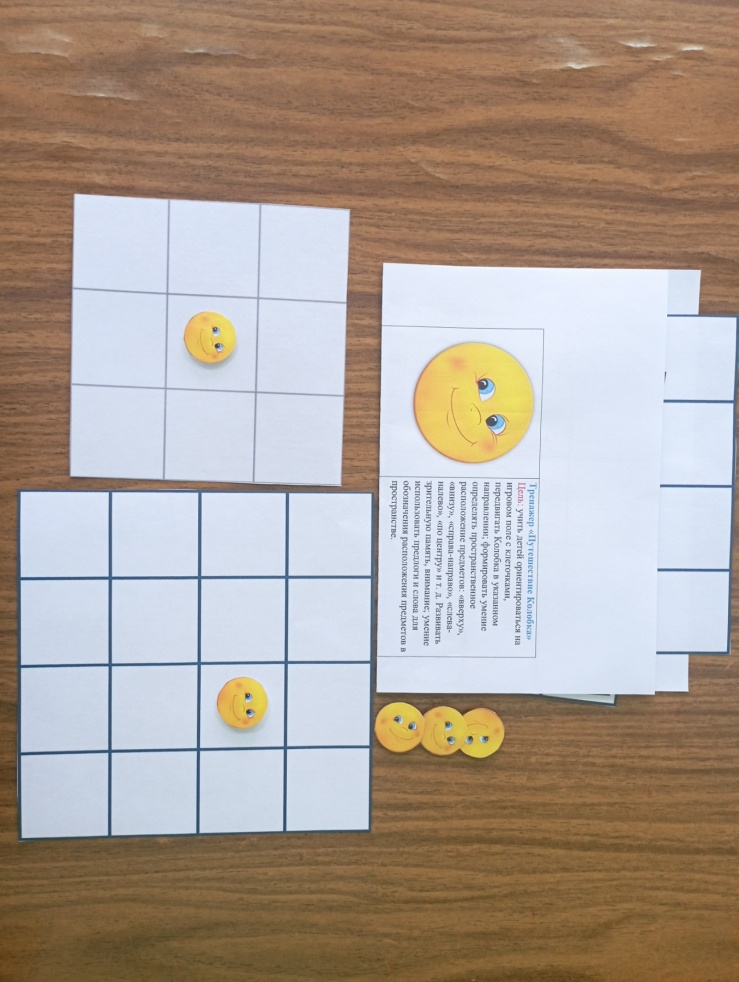 Тренажер «Путешествие Колобка»
Цель: учить детей ориентироваться на
игровом поле с клеточками,
передвигать Колобка в указанном
направлении; формировать умение
определять пространственное
расположение предметов: «вверху»,
«внизу», «справа-направо», «слева-
налево», «по центру» и т. д. Развивать
зрительную память, внимание; умение
использовать предлоги и слова для
обозначения расположения предметов в
пространстве.